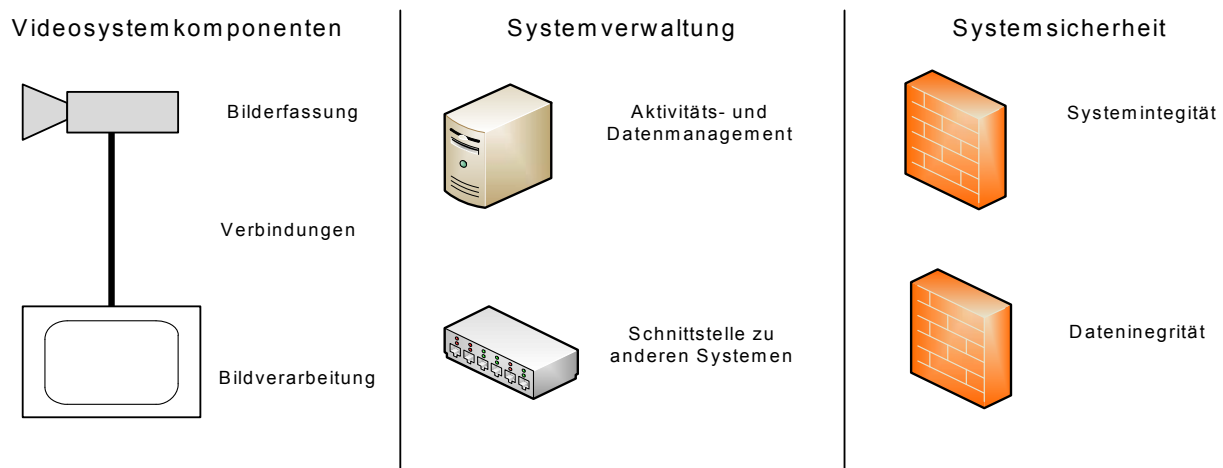 Videosystemkomponenten
Bilderfassung
Verbindungen
Bildverarbeitung
Systemverwaltung
Aktivitäts- und
Datenmanagement
Schnittstelle zu
anderen Systemen
Systemsicherheit
Systemintegität
Dateninegrität